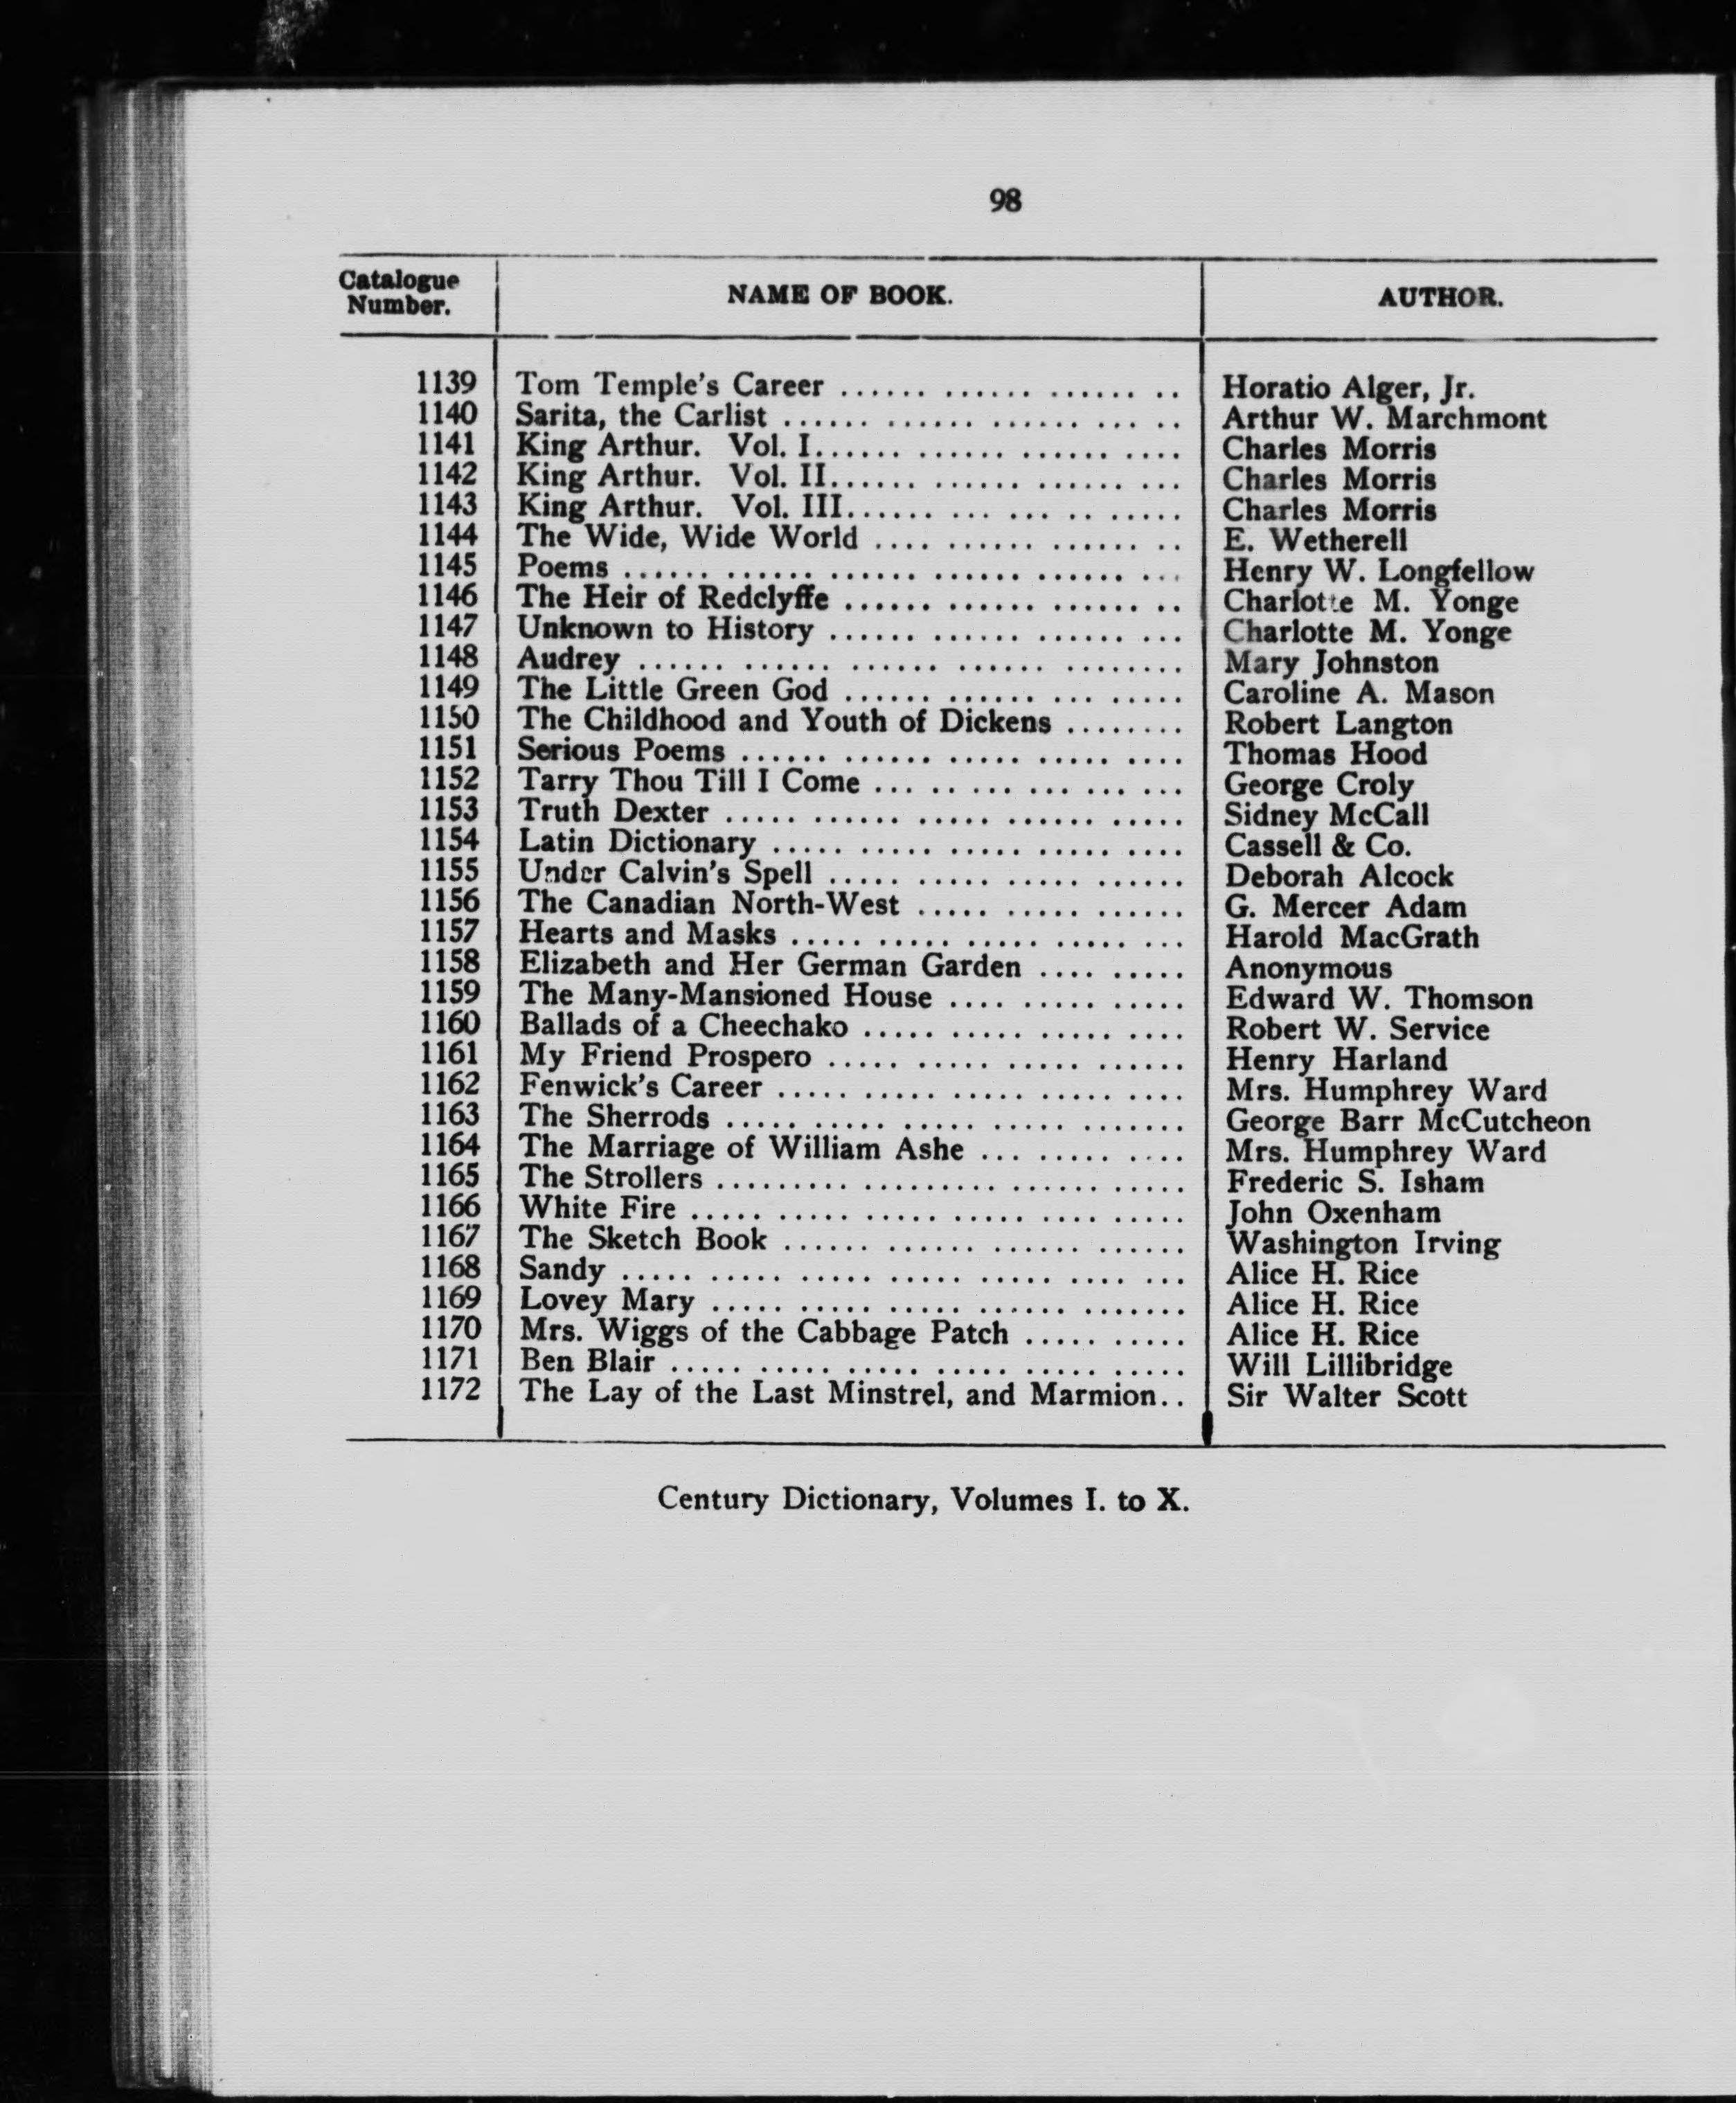 98
Catalogue Number. NAME OF BOOK. AUTHOR.
1139 Tom Temple's Career ...... ...... ...... .. Horatio Alger, Jr.
1140 Sarita, the Carlist ...... ...... ...... ... .. Arthur W. Marchmont
1141 King Arthur. Vol. I...... ...... ...... .... Charles Morris
1142 King Arthur. Vol. II...... ...... ...... ... Charles Morris
1143 King Arthur. Vol. III...... ... ... .. ..... Charles Morris
1144 The Wide, Wide World .... ...... ...... .. E. Wetherell
1145 Poems ...... ...... ...... ...... ...... ... Henry W. Longfellow
1146 The Heir of Redclyffe ...... ...... ...... .. Charlotte M. Yonge
1147 Unknown to History ...... ...... ...... ... Charlotte M. Yonge
1148 Audrey ...... ...... ...... ...... ........ Mary Johnston
1149 The Little Green God ...... ...... ... ..... Caroline A. Mason
1150 The Childhood and Youth of Dickens ........ Robert Langton
1151 Serious Poems ...... ...... ..... ..... .... Thomas Hood
1152 Tarry Thou Till I Come ... .. ... ... ... ... George Croly
1153 Truth Dexter ..... ...... ..... ...... ..... Sidney McCall
1154 Latin Dictionary ..... ..... ..... ..... .... Cassell & Co.
1155 Under Calvin's Spell ..... ..... ..... ...... Deborah Alcock
1156 The Canadian North-West ..... ..... ...... G. Mercer Adam
1157 Hearts and Masks ..... ..... ..... ..... ... Harold MacGrath
1158 Elizabeth and Her German Garden .... ..... Anonymous
1159 The Many-Mansioned House .... ..... ..... Edward W. Thomson
1160 Ballads of a Cheechako ..... ..... ..... .... Robert W. Service
1161 My Friend Prospero ..... ..... ..... ...... Henry Harland
1162 Fenwick's Career ..... ..... ..... ..... .... Mrs. Humphrey Ward
1163 The Sherrods ..... ..... ..... ..... ....... George Barr McCutcheon
1164 The Marriage of William Ashe ... ..... .... Mrs. Humphrey Ward
1165 The Strollers ......... ......... ...... ..... Frederic S. Isham
1166 White Fire ..... ..... ..... ..... .... ..... John Oxenham
1167 The Sketch Book ...... ...... ...... ...... Washington Irving
1168 Sandy ..... ..... ..... ..... ..... .... ... Alice H. Rice
1169 Lovey Mary ..... ..... ..... ...... ....... Alice H. Rice
1170 Mrs. Wiggs of the Cabbage Patch ..... ..... Alice H. Rice
1171 Ben Blair ..... ..... ..... ..... ..... ..... Will Lillibridge
1172 The Lay of the Last Minstrel, and Marmion.. Sir Walter Scott
Century Dictionary, Volumes I. to X.